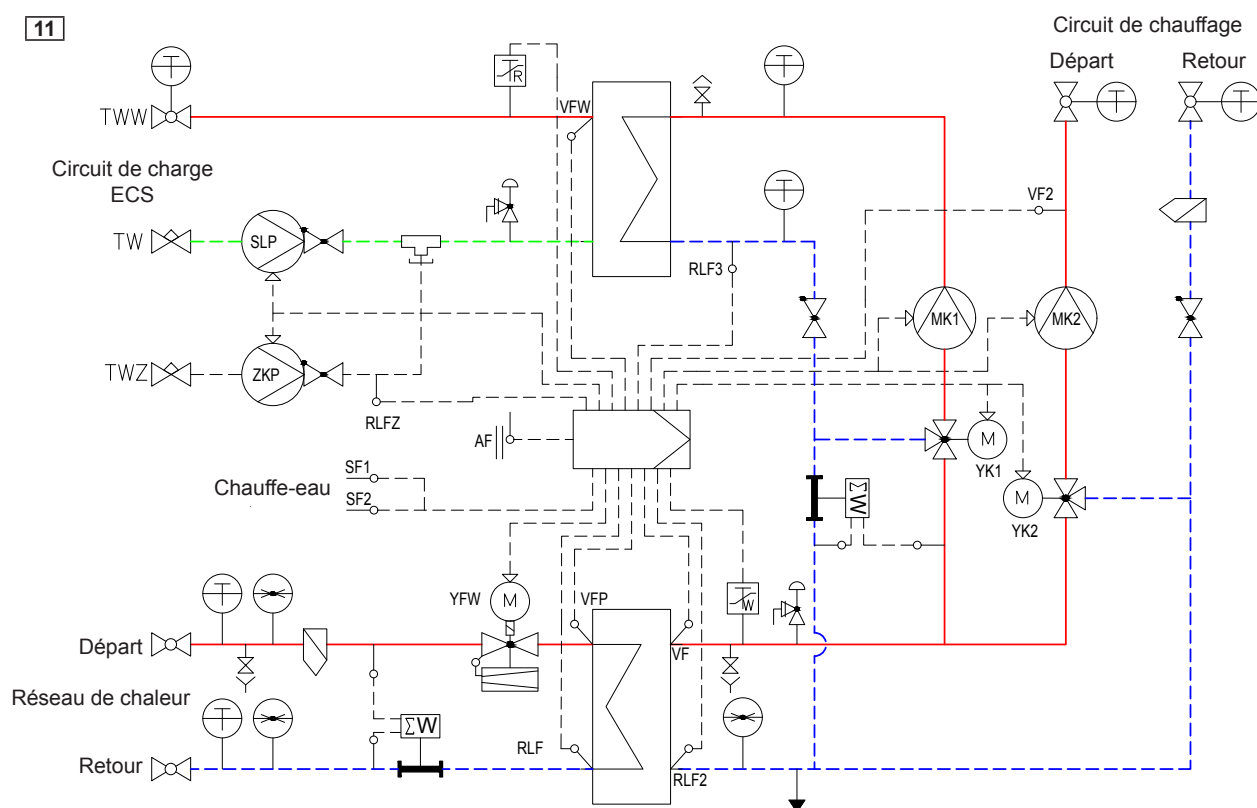 11
Circuit de chauffage
Départ
Retour
T
T
T
T
R
VFW
TWW
Circuit de charge
ECS
T
VF2
TW
SLP
RLF3
MK1
MK2
TWZ
ZKP
RLFZ
AF
M
YK1
SF1
Chauffe-eau
SF2
M
YK2
ΣW
T
YFW
M
VFP
T
W
Départ
VF
Réseau de chaleur
T
ΣW
RLF
Retour
RLF2